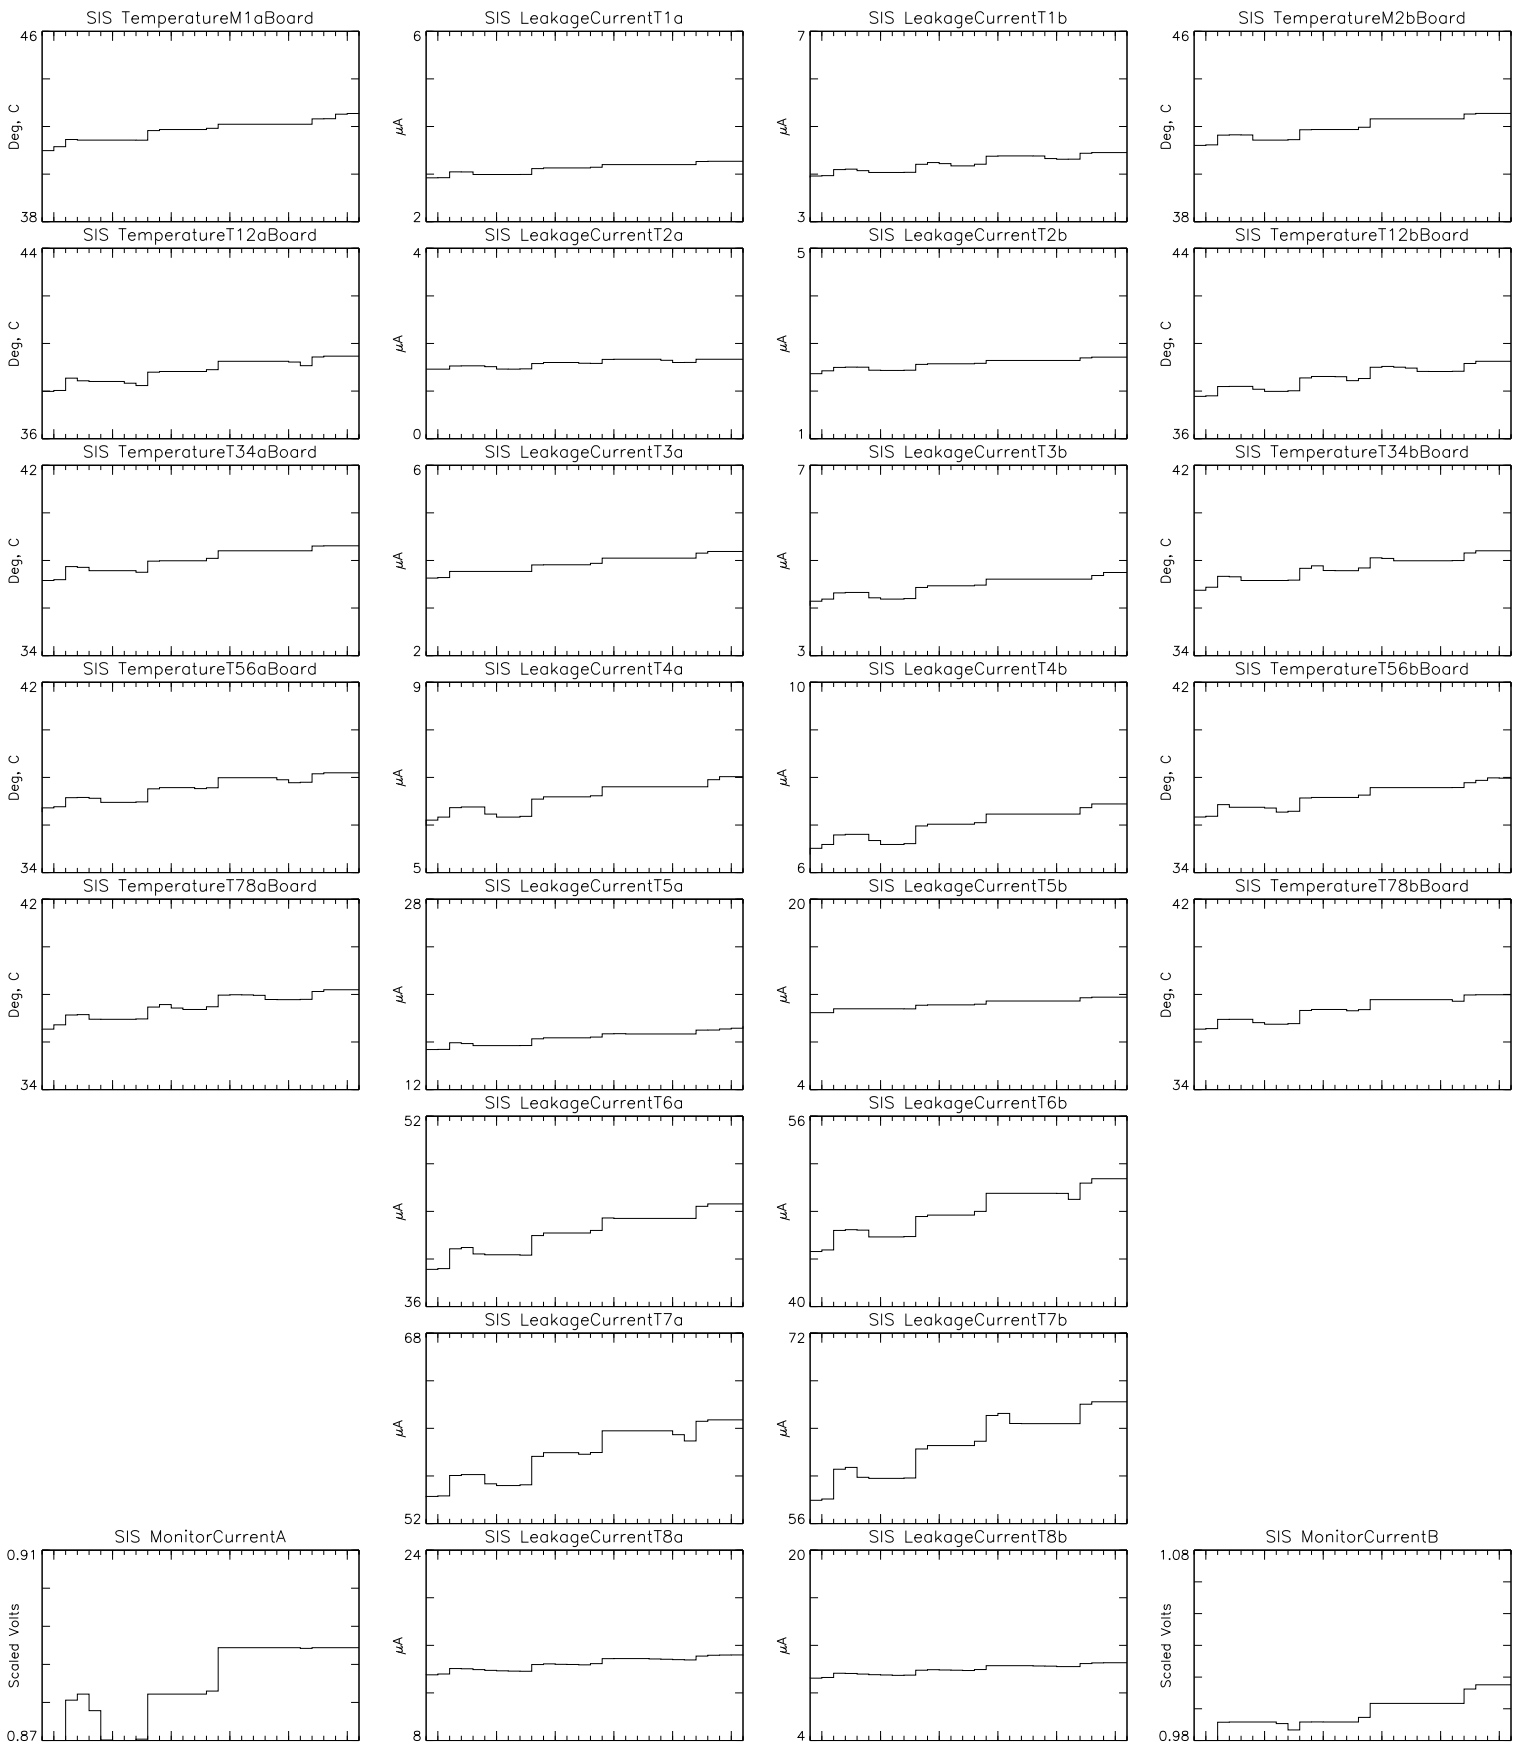 SIS TemperatureM1aBoard
46
Deg, C
38
SIS LeakageCurrentT1a
6
μA
2
SIS LeakageCurrentT1b
7
μA
3
SIS TemperatureM2bBoard
46
Deg, C
38
SIS TemperatureT12aBoard
44
Deg, C
36
SIS LeakageCurrentT2a
4
μA
0
SIS LeakageCurrentT2b
5
μA
1
SIS TemperatureT12bBoard
44
Deg, C
36
SIS TemperatureT34aBoard
42
Deg, C
34
SIS LeakageCurrentT3a
6
μA
2
SIS LeakageCurrentT3b
7
μA
3
SIS TemperatureT34bBoard
42
Deg, C
34
SIS TemperatureT56aBoard
42
Deg, C
34
SIS LeakageCurrentT4a
9
μA
5
SIS LeakageCurrentT4b
10
μA
6
SIS TemperatureT56bBoard
42
Deg, C
34
SIS TemperatureT78aBoard
42
Deg, C
34
SIS LeakageCurrentT5a
28
μA
12
SIS LeakageCurrentT5b
20
μA
4
SIS TemperatureT78bBoard
42
Deg, C
34
SIS LeakageCurrentT6a
52
μA
36
SIS LeakageCurrentT6b
56
μA
40
SIS LeakageCurrentT7a
68
μA
52
SIS LeakageCurrentT7b
72
μA
56
SIS MonitorCurrentA
0.91
Scaled Volts
0.87
SIS LeakageCurrentT8a
24
μA
8
SIS LeakageCurrentT8b
20
μA
4
SIS MonitorCurrentB
1.08
Scaled Volts
0.98